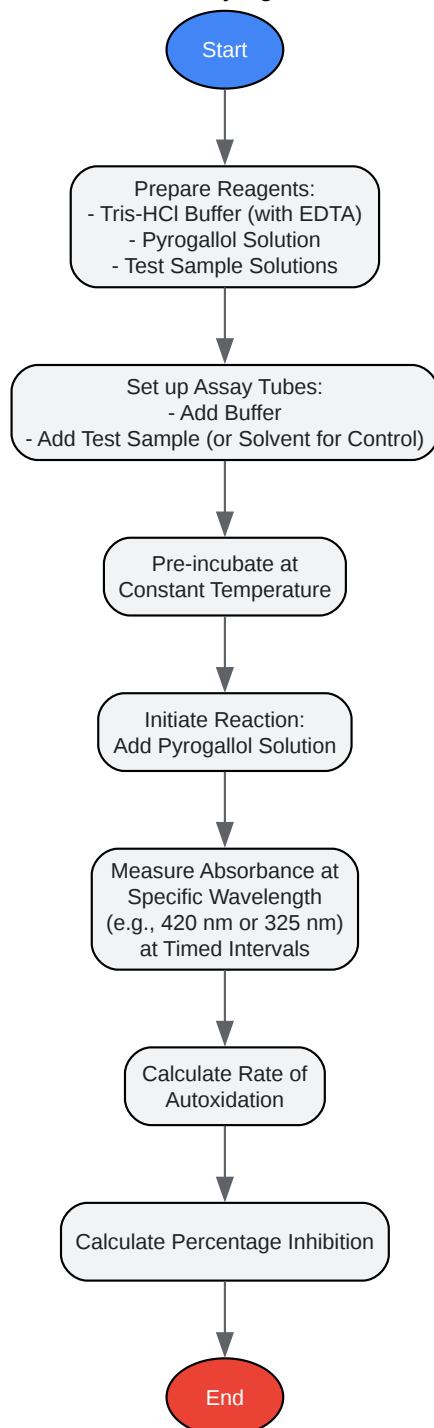 Start
Prepare Reagents:
- Tris-HCl Buffer (with EDTA)
- Pyrogallol Solution
- Test Sample Solutions
Set up Assay Tubes:
- Add Buffer
- Add Test Sample (or Solvent for Control)
Pre-incubate at
Constant Temperature
Initiate Reaction:
Add Pyrogallol Solution
Measure Absorbance at
Specific Wavelength
(e.g., 420 nm or 325 nm)
at Timed Intervals
Calculate Rate of
Autoxidation
Calculate Percentage Inhibition
End